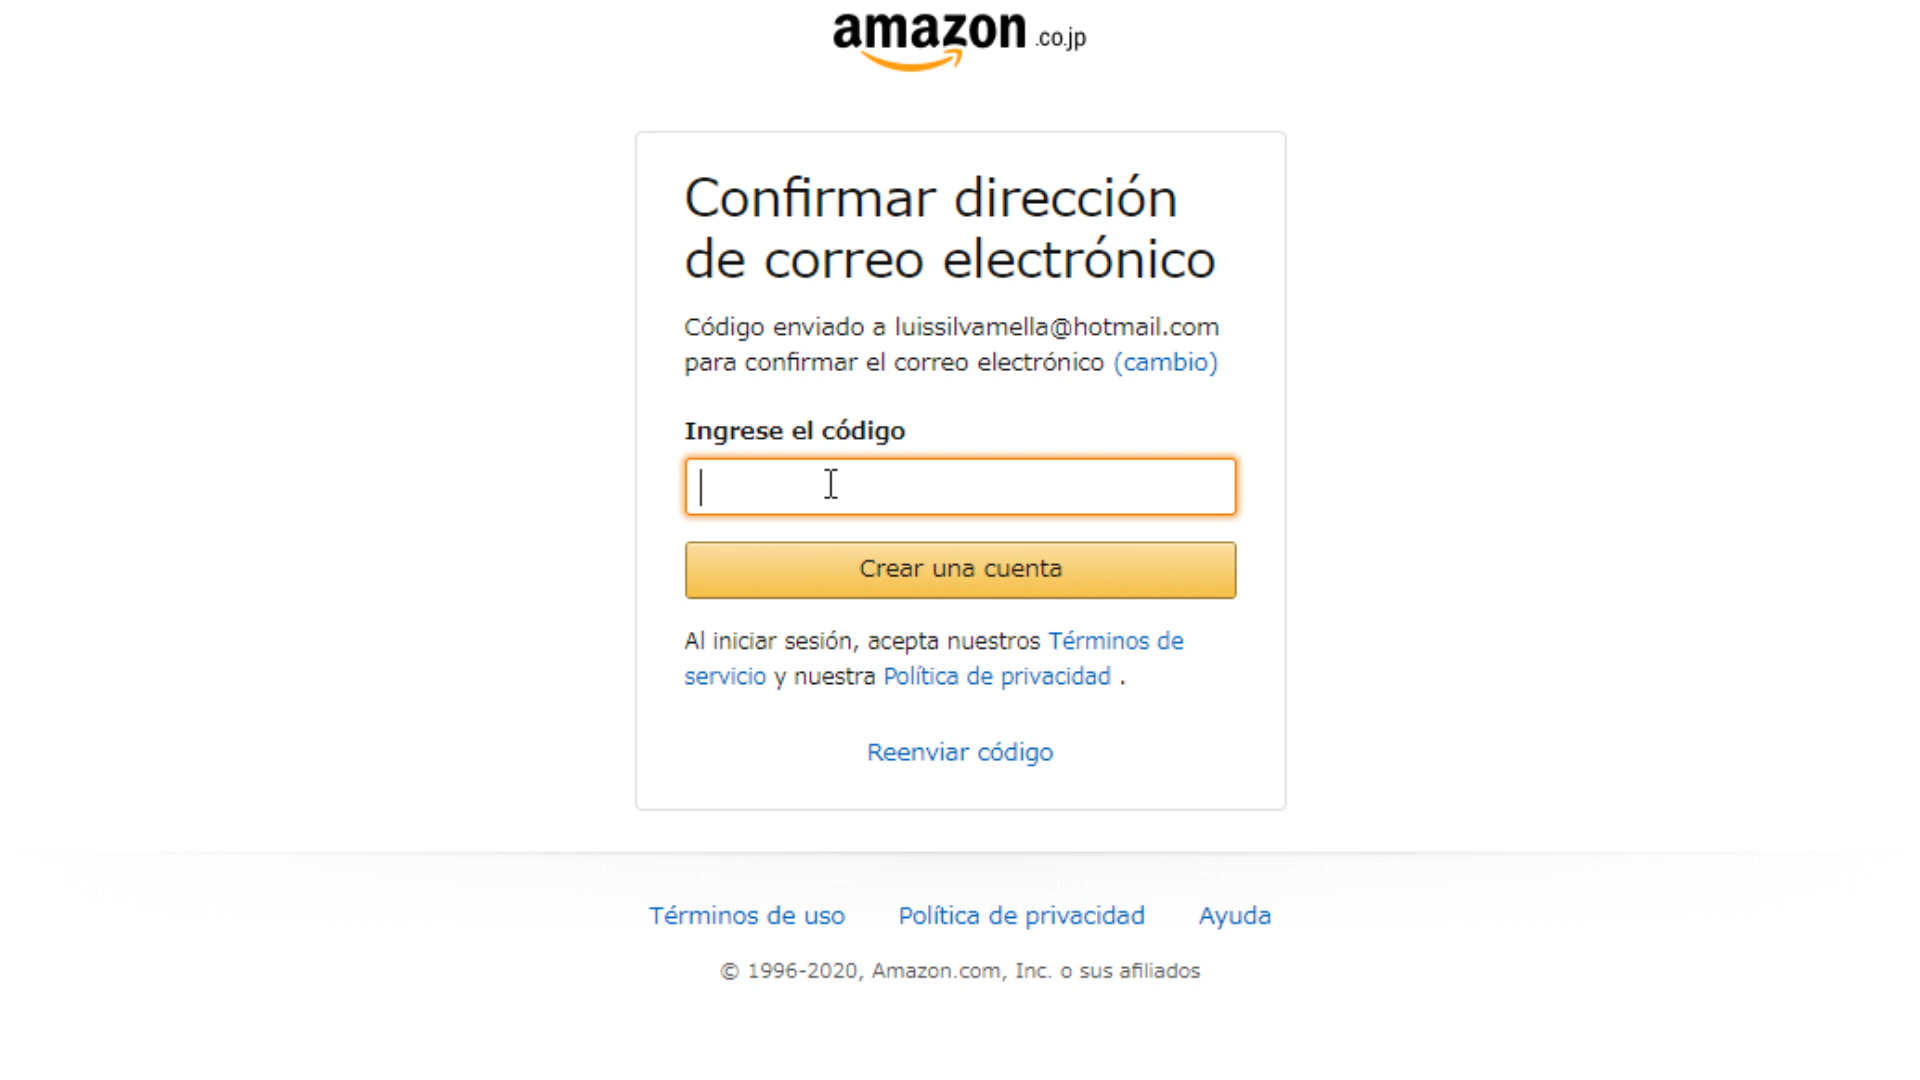 amazon.co.jp
Confirmar dirección
de correo electrónico
Código enviado a luissilvamella@hotmail.com
para confirmar el correo electrónico (cambio)
Ingrese el código
Crear una cuenta
Al iniciar sesión, acepta nuestros Términos de
servicio y nuestra Política de privacidad .
Reenviar código
Términos de uso Política de privacidad Ayuda
© 1996-2020, Amazon.com, Inc. o sus afiliados